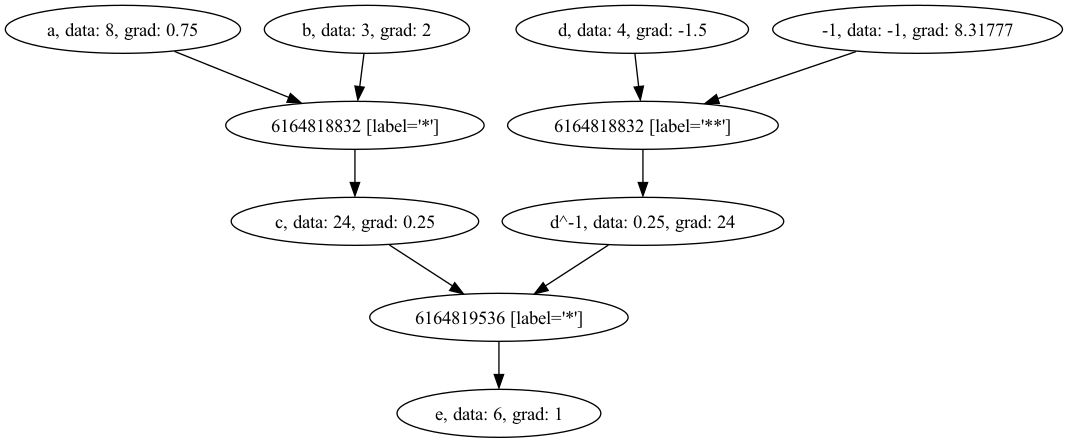 a, data: 8, grad: 0.75
b, data: 3, grad: 2
d, data: 4, grad: -1.5
-1, data: -1, grad: 8.31777
6164818832 [label='*']
6164818832 [label='**']
c, data: 24, grad: 0.25
d^-1, data: 0.25, grad: 24
6164819536 [label='*']
e, data: 6, grad: 1